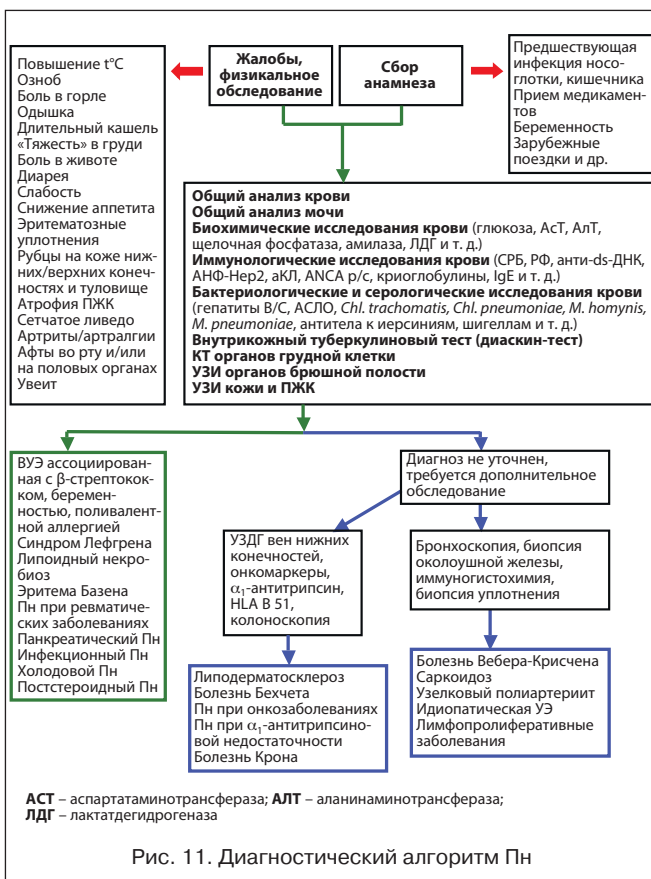 Жалобы,
физикальное
обследование
Сбор
анамнеза
Повышение t°C
Озноб
Боль в горле
Одышка
Длительный кашель
«Тяжесть» в груди
Боль в животе
Диарея
Слабость
Снижение аппетита
Эритематозные
уплотнения
Рубцы на коже ниж-
них/верхних конеч-
ностях и туловище
Атрофия ПЖК
Сетчатое ливедо
Артриты/артралгии
Афты во рту и/или
на половых органах
Увеит
Предшествующая
инфекция носо-
глотки, кишечника
Прием медикамен-
тов
Беременность
Зарубежные
поездки и др.
Общий анализ крови
Общий анализ мочи
Биохимические исследования крови (глюкоза, АсТ, АлТ,
щелочная фосфатаза, амилаза, ЛДГ и т. д.)
Иммунологические исследования крови (СРБ, РФ, анти-ds-ДНК,
АНФ-Нер2, аКЛ, ANCA р/с, криоглобулины, IgE и т. д.)
Бактериологические и серологические исследования крови
(гепатиты В/С, АСЛО, Chl. trachomatis, Chl. pneumoniae, M. homynis,
M. pneumoniae, антитела к иерсиниям, шигеллам и т. д.)
Внутрикожный туберкулиновый тест (диаскин-тест)
КТ органов грудной клетки
УЗИ органов брюшной полости
УЗИ кожи и ПЖК
ВУЭ ассоциирован-
ная с β-стрептокок-
ком, беремен-
ностью, поливалент-
ной аллергией
Синдром Лефгрена
Липоидный некро-
биоз
Эритема Базена
Пн при ревматиче-
ских заболеваниях
Панкреатический Пн
Инфекционный Пн
Холодовой Пн
Постстероидный Пн
Диагноз не уточнен,
требуется дополнительное
обследование
УЗДГ вен нижних
конечностей,
онкомаркеры,
α1-антитрипсин,
HLA B 51,
колоноскопия
Бронхоскопия, биопсия
околоушной железы,
иммуногистохимия,
биопсия уплотнения
Липодерматосклероз
Болезнь Бехчета
Пн при онкозаболеваниях
Пн при α1-антитрипсино-
вой недостаточности
Болезнь Крона
Болезнь Вебера-Крисчена
Саркоидоз
Узелковый полиартериит
Идиопатическая УЭ
Лимфопролиферативные
заболевания
АСТ – аспартатаминотрансфераза; АЛТ – аланинаминотрансфераза;
ЛДГ – лактатдегидрогеназа
Рис. 11. Диагностический алгоритм Пн